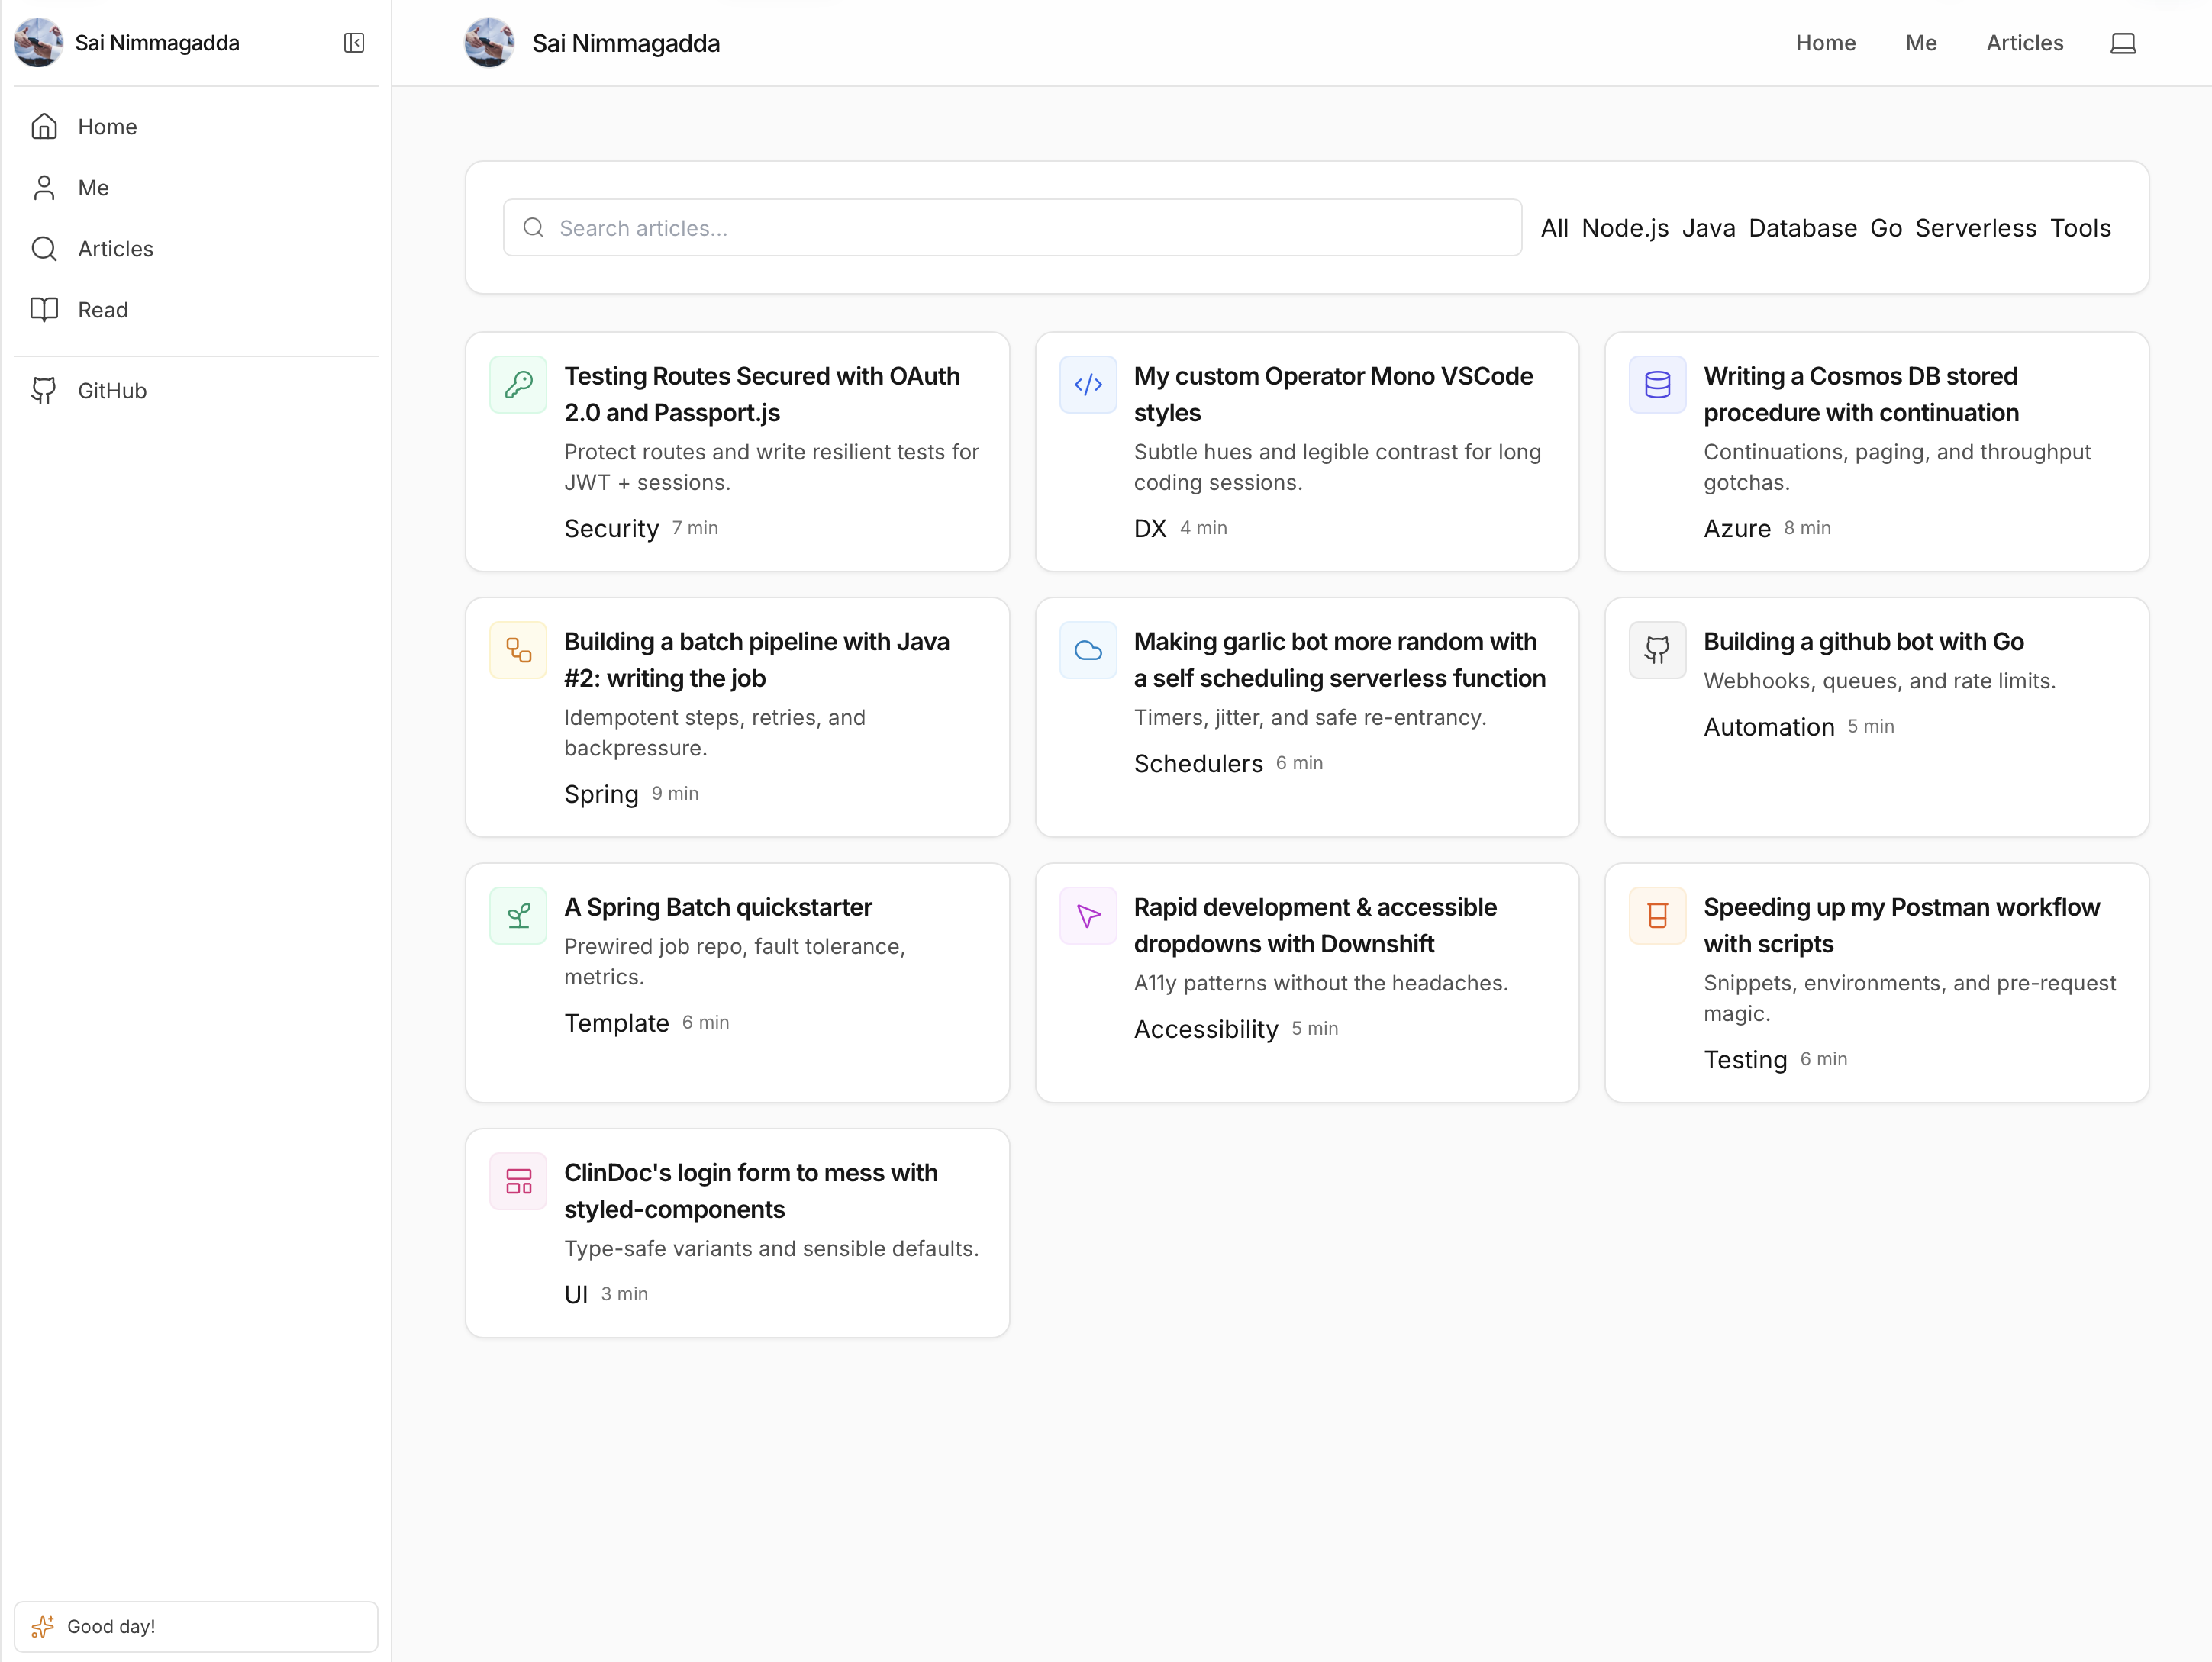 Sai Nimmagadda
Home
Me
Articles
Read
GitHub
Good day!
Sai Nimmagadda
Home Me Articles
Search articles...
All Node.js Java Database Go Serverless Tools
Testing Routes Secured with OAuth
2.0 and Passport.js
Protect routes and write resilient tests for
JWT + sessions.
Security 7 min
My custom Operator Mono VSCode
styles
Subtle hues and legible contrast for long
coding sessions.
DX 4 min
Writing a Cosmos DB stored
procedure with continuation
Continuations, paging, and throughput
gotchas.
Azure 8 min
Building a batch pipeline with Java
#2: writing the job
Idempotent steps, retries, and
backpressure.
Spring 9 min
Making garlic bot more random with
a self scheduling serverless function
Timers, jitter, and safe re-entrancy.
Schedulers 6 min
Building a github bot with Go
Webhooks, queues, and rate limits.
Automation 5 min
A Spring Batch quickstarter
Prewired job repo, fault tolerance,
metrics.
Template 6 min
Rapid development & accessible
dropdowns with Downshift
A11y patterns without the headaches.
Accessibility 5 min
Speeding up my Postman workflow
with scripts
Snippets, environments, and pre-request
magic.
Testing 6 min
ClinDoc's login form to mess with
styled-components
Type-safe variants and sensible defaults.
UI 3 min